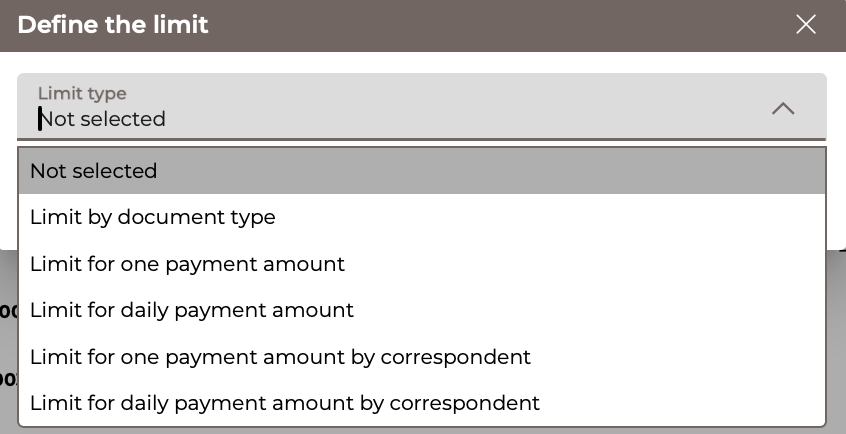 Define the limit
Limit type
Not selected
Not selected
Limit by document type
Limit for one payment amount
Limit for daily payment amount
Limit for one payment amount by correspondent
Limit for daily payment amount by correspondent